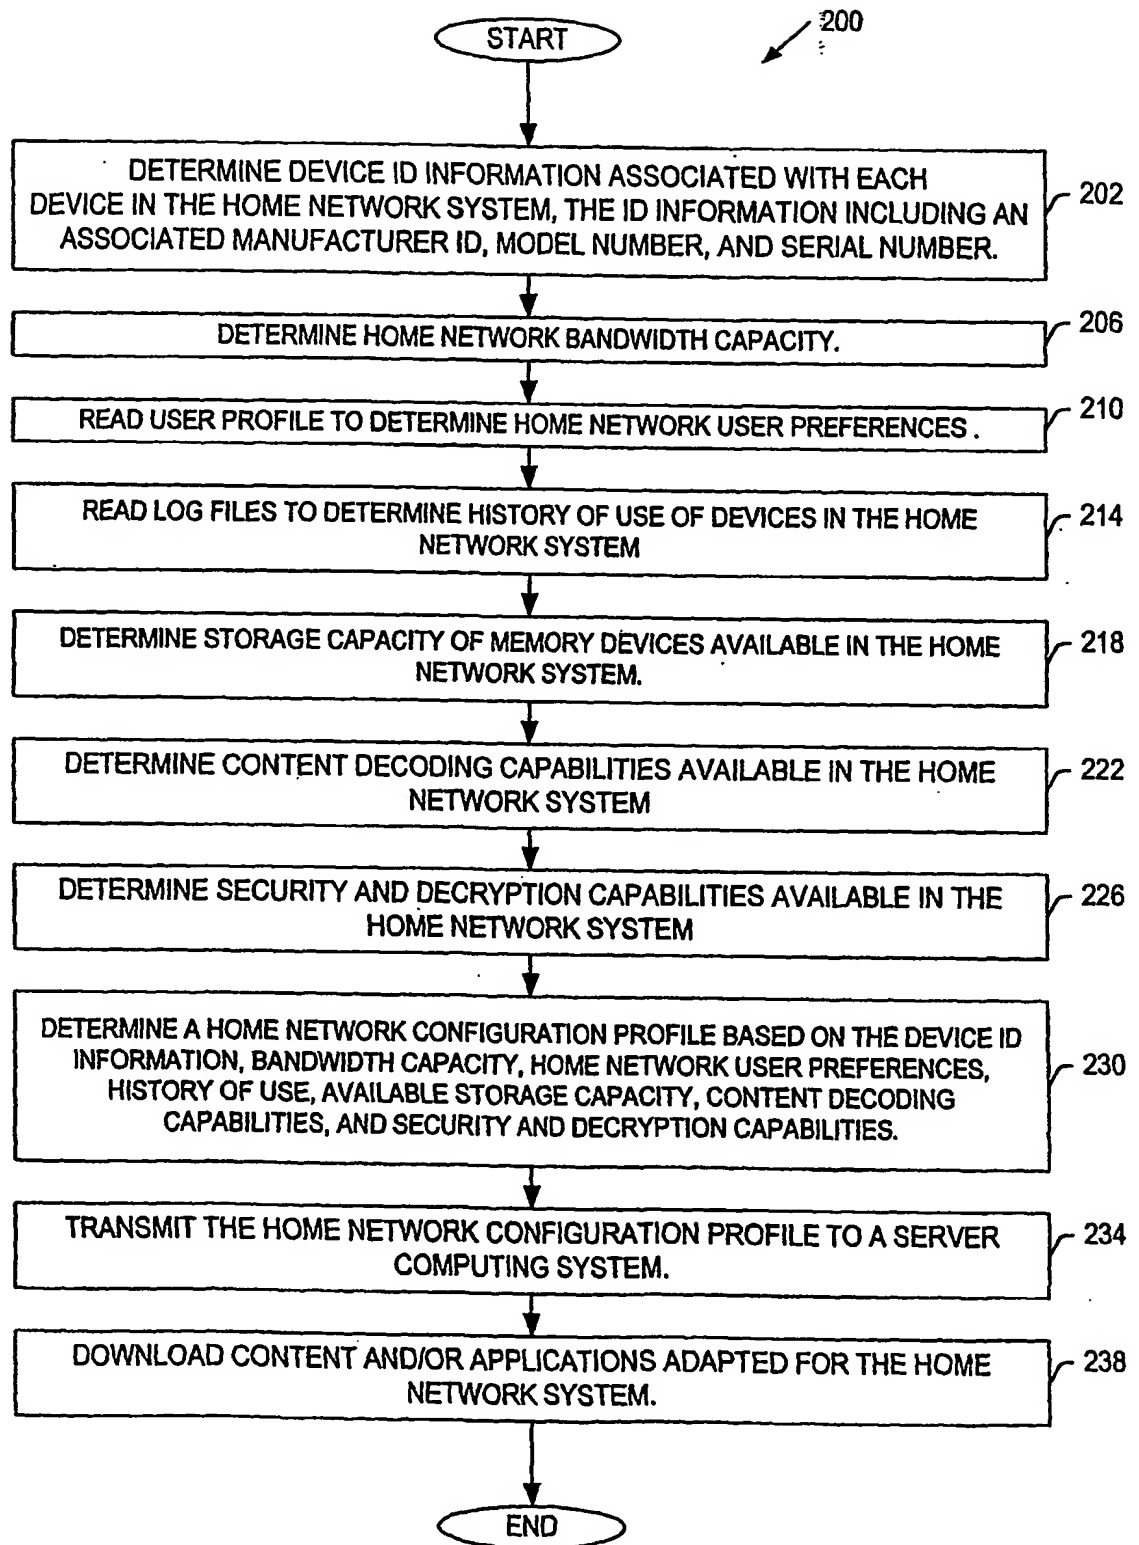 200
START
DETERMINE DEVICE ID INFORMATION ASSOCIATED WITH EACH
DEVICE IN THE HOME NETWORK SYSTEM, THE ID INFORMATION INCLUDING AN
ASSOCIATED MANUFACTURER ID, MODEL NUMBER, AND SERIAL NUMBER.
202
DETERMINE HOME NETWORK BANDWIDTH CAPACITY.
206
READ USER PROFILE TO DETERMINE HOME NETWORK USER PREFERENCES .
210
READ LOG FILES TO DETERMINE HISTORY OF USE OF DEVICES IN THE HOME
NETWORK SYSTEM
214
DETERMINE STORAGE CAPACITY OF MEMORY DEVICES AVAILABLE IN THE HOME
NETWORK SYSTEM.
218
DETERMINE CONTENT DECODING CAPABILITIES AVAILABLE IN THE HOME
NETWORK SYSTEM
222
DETERMINE SECURITY AND DECRYPTION CAPABILITIES AVAILABLE IN THE
HOME NETWORK SYSTEM
226
DETERMINE A HOME NETWORK CONFIGURATION PROFILE BASED ON THE DEVICE ID
INFORMATION, BANDWIDTH CAPACITY, HOME NETWORK USER PREFERENCES,
HISTORY OF USE, AVAILABLE STORAGE CAPACITY, CONTENT DECODING
CAPABILITIES, AND SECURITY AND DECRYPTION CAPABILITIES.
230
TRANSMIT THE HOME NETWORK CONFIGURATION PROFILE TO A SERVER
COMPUTING SYSTEM.
234
DOWNLOAD CONTENT AND/OR APPLICATIONS ADAPTED FOR THE HOME
NETWORK SYSTEM.
238
END